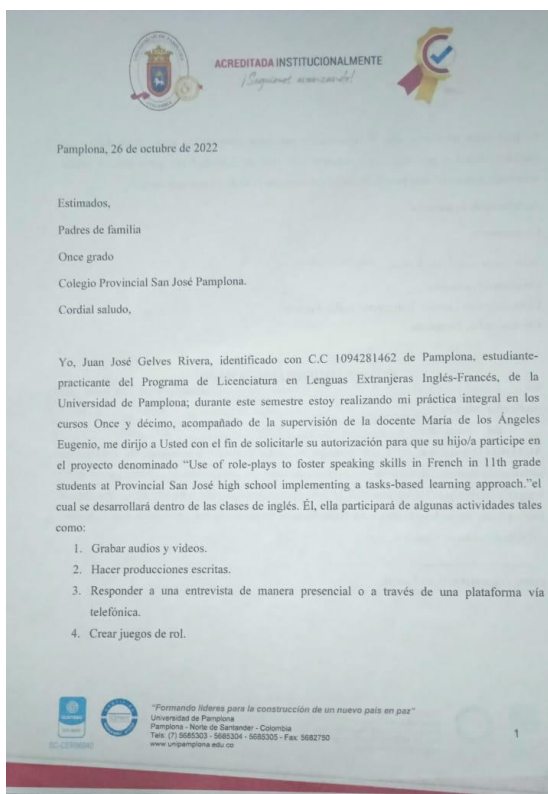 ACREDITADA INSTITUCIONALMENTE
¡Seguimos avanzando!
Pamplona, 26 de octubre de 2022
Estimados,
Padres de familia
Once grado
Colegio Provincial San José Pamplona.
Cordial saludo,
Yo, Juan José Gelves Rivera, identificado con C.C 1094281462 de Pamplona, estudiante-
practicante del Programa de Licenciatura en Lenguas Extranjeras Inglés-Francés, de la
Universidad de Pamplona; durante este semestre estoy realizando mi práctica integral en los
cursos Once y décimo, acompañado de la supervisión de la docente María de los Ángeles
Eugenio, me dirijo a Usted con el fin de solicitarle su autorización para que su hijo/a participe en
el proyecto denominado “Use of role-plays to foster speaking skills in French in 11th grade
students at Provincial San José high school implementing a tasks-based learning approach.”el
cual se desarrollará dentro de las clases de inglés. Él, ella participará de algunas actividades tales
como:
1. Grabar audios y videos.
2. Hacer producciones escritas.
3. Responder a una entrevista de manera presencial o a través de una plataforma vía
telefónica.
4. Crear juegos de rol.
"Formando líderes para la construcción de un nuevo país en paz"
Universidad de Pamplona
Pamplona - Norte de Santander - Colombia
Tels: (7) 5685303 - 5685304 - 5685305 - Fax: 5682750
www.unipamplona.edu.co
1